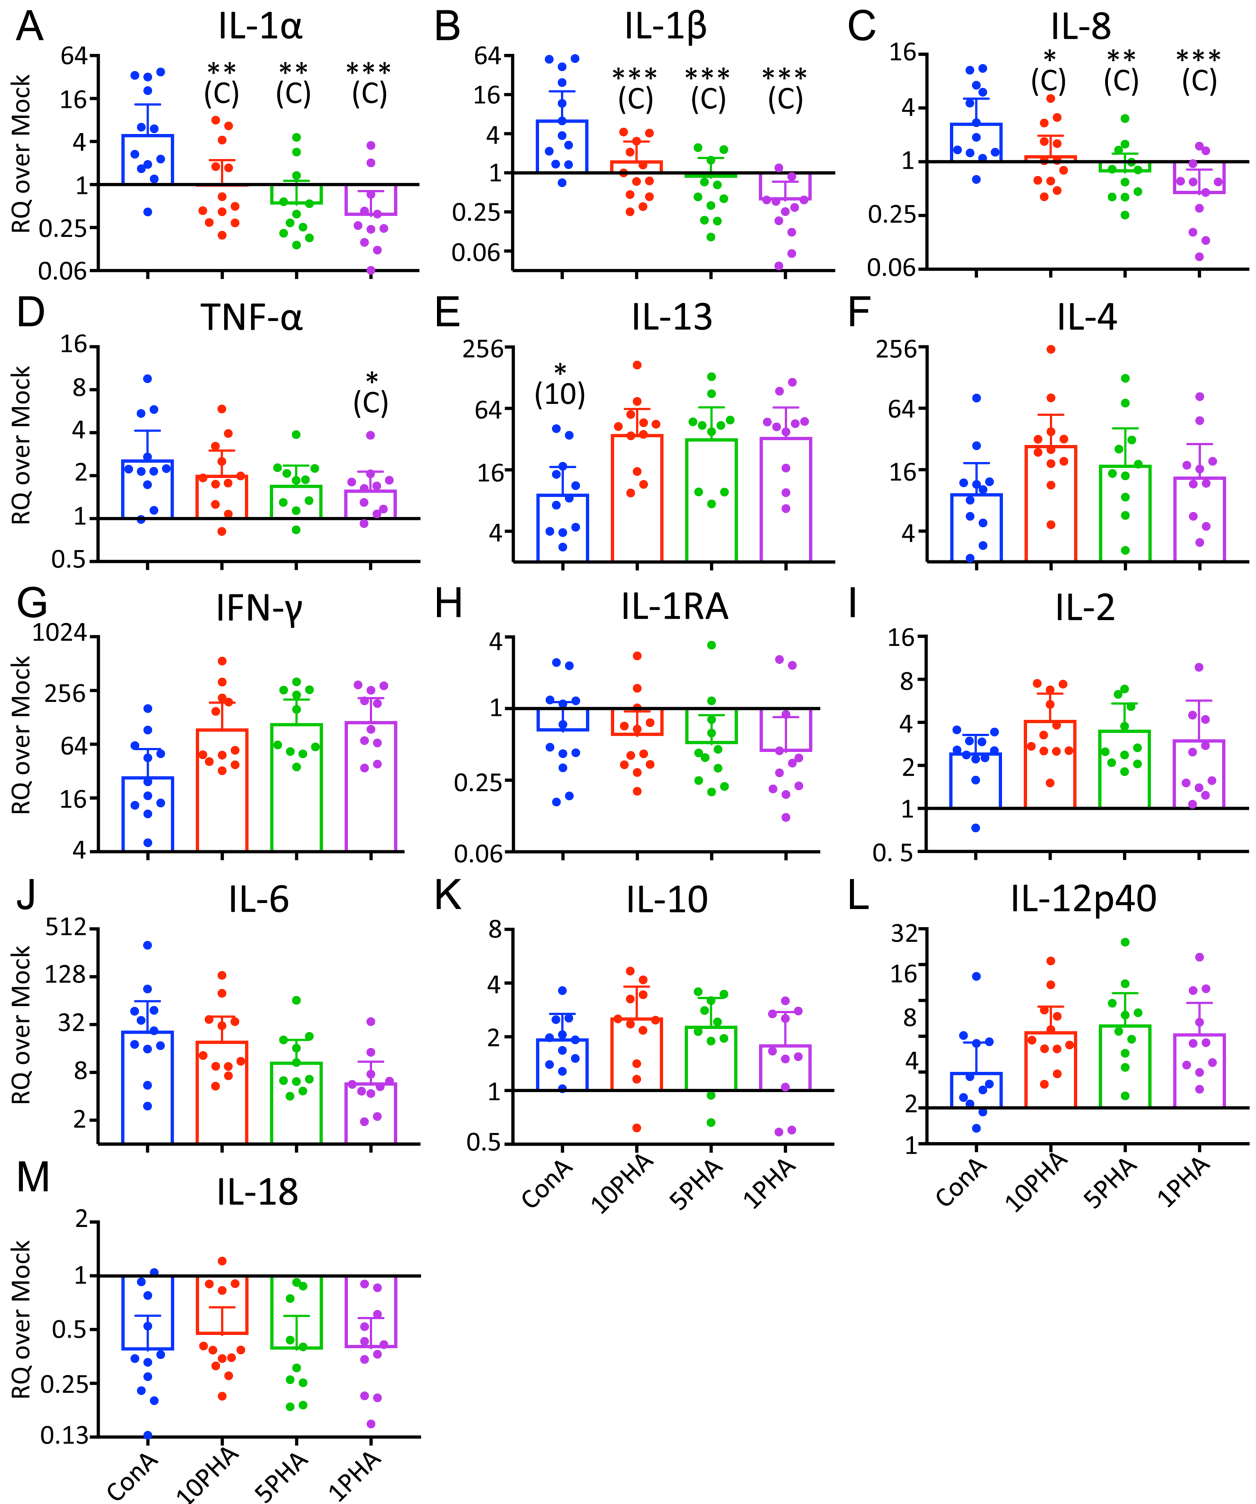 A IL-1α
RQ over Mock
64
16
4
1
0.25
0.06
** ** ***
(C) (C) (C)
B IL-1β
64
16
4
1
0.25
0.06
*** *** ***
(C) (C) (C)
C IL-8
16
4
1
0.25
0.06
* ** ***
(C) (C) (C)
D TNF-α
RQ over Mock
16
8
4
2
1
0.5
*
(C)
E IL-13
256
64
16
4
*
(10)
F IL-4
256
64
16
4
G IFN-γ
RQ over Mock
1024
256
64
16
4
H IL-1RA
4
1
0.25
0.06
I IL-2
16
8
4
2
1
0.5
J IL-6
RQ over Mock
512
128
32
8
2
K IL-10
8
4
2
1
0.5
ConA 10PHA 5PHA 1PHA
L IL-12p40
32
16
8
4
2
1
ConA 10PHA 5PHA 1PHA
M IL-18
RQ over Mock
2
1
0.5
0.25
0.13
ConA 10PHA 5PHA 1PHA